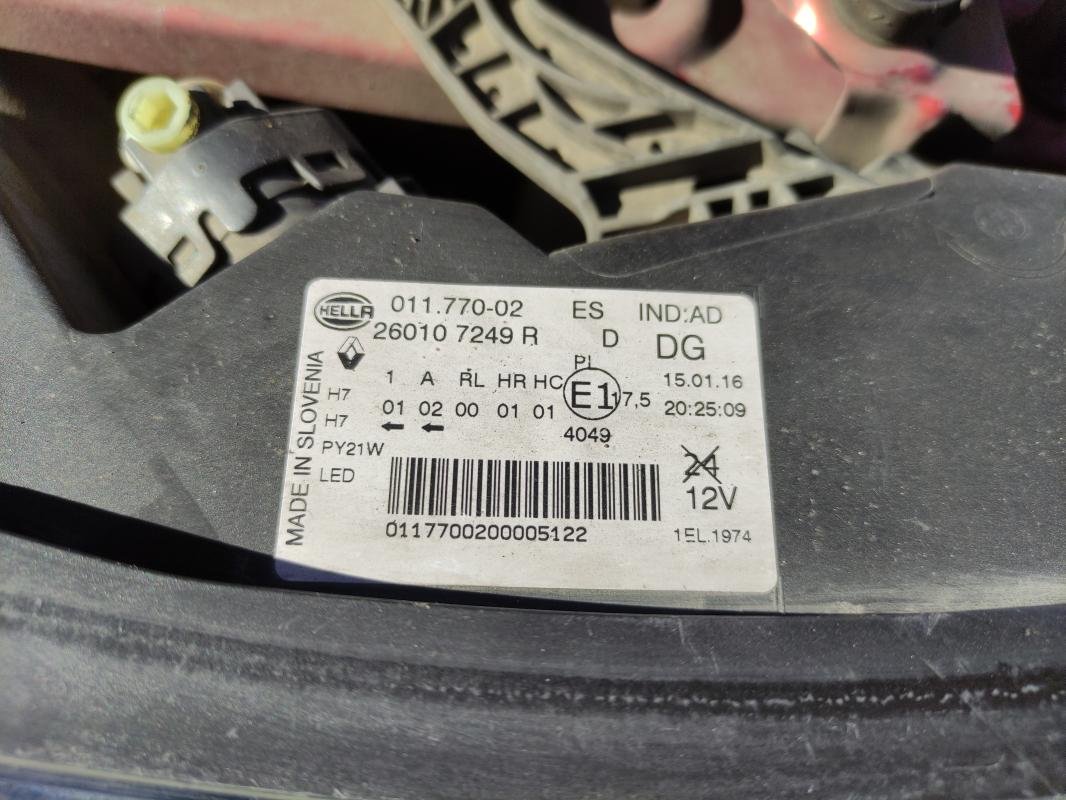 HELLA 011.770-02 ES IND:AD
26010 7249 R D DG
PL
1 A RL HR HC E1 17,5 15.01.16
H7 01 02 00 01 01 20:25:09
H7 ← ← 4049
PY21W 24
LED 12V
0117700200005122 1EL.1974
MADE IN SLOVENIA